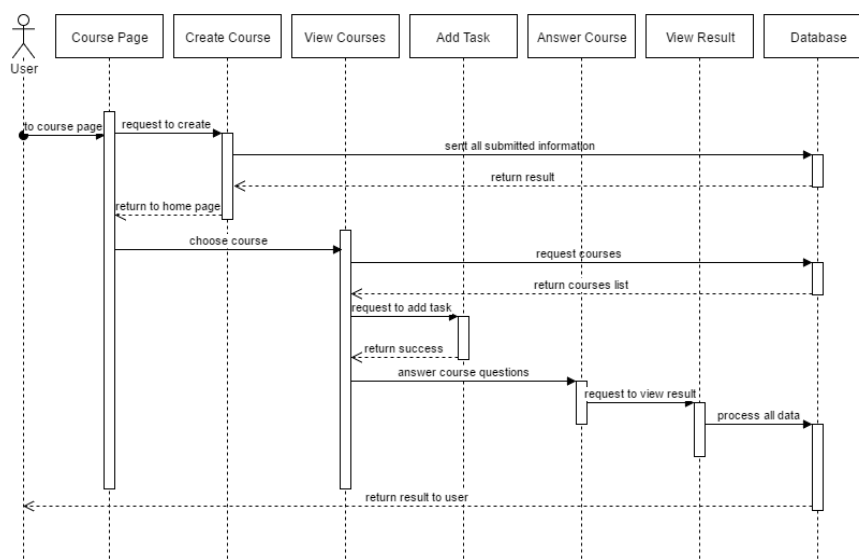 User
Course Page
Create Course
View Courses
Add Task
Answer Course
View Result
Database
to course page
request to create
sent all submitted information
return result
return to home page
choose course
request courses
return courses list
request to add task
return success
answer course questions
request to view result
process all data
return result to user